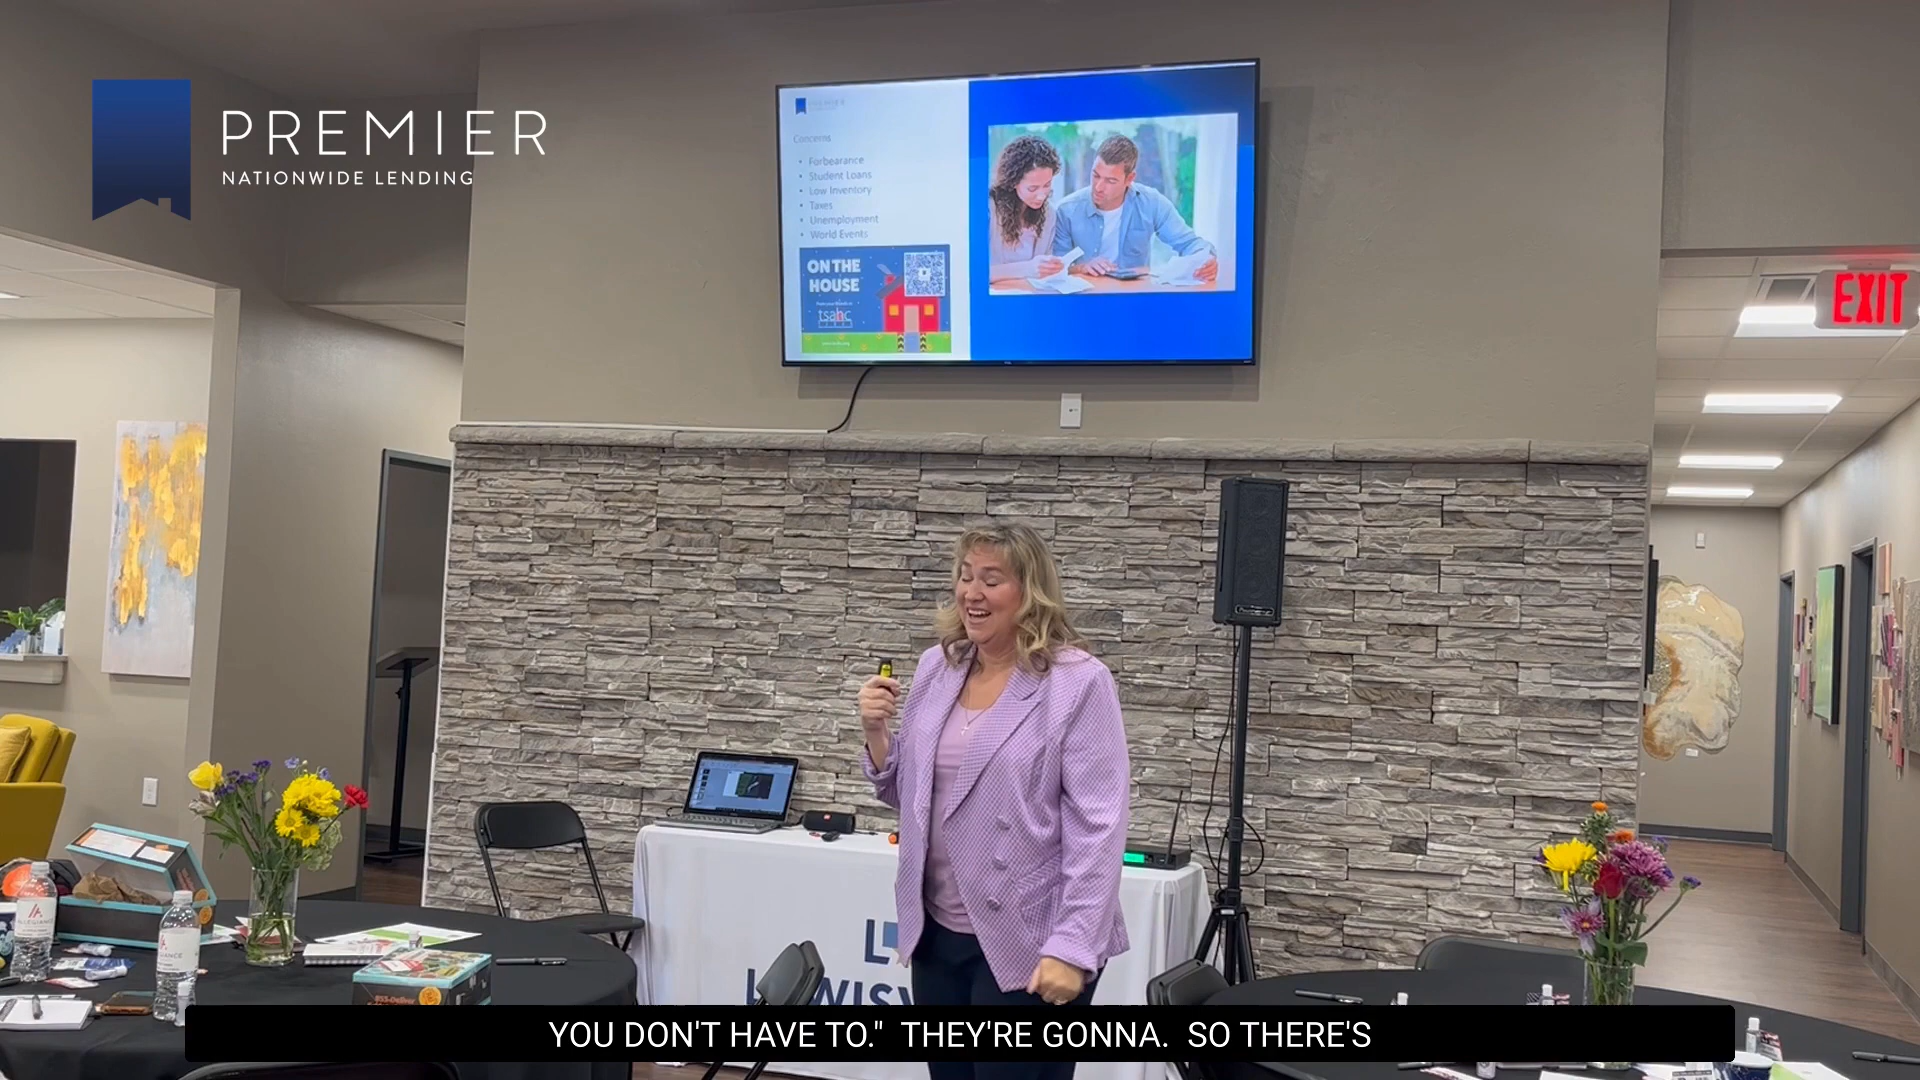 PREMIER
NATIONWIDE LENDING
PREMIER
Concerns
• Forbearance
• Student Loans
• Low Inventory
• Taxes
• Unemployment
• World Events
ON THE
HOUSE
tsahc
EXIT
YOU DON'T HAVE TO."  THEY'RE GONNA.  SO THERE'S